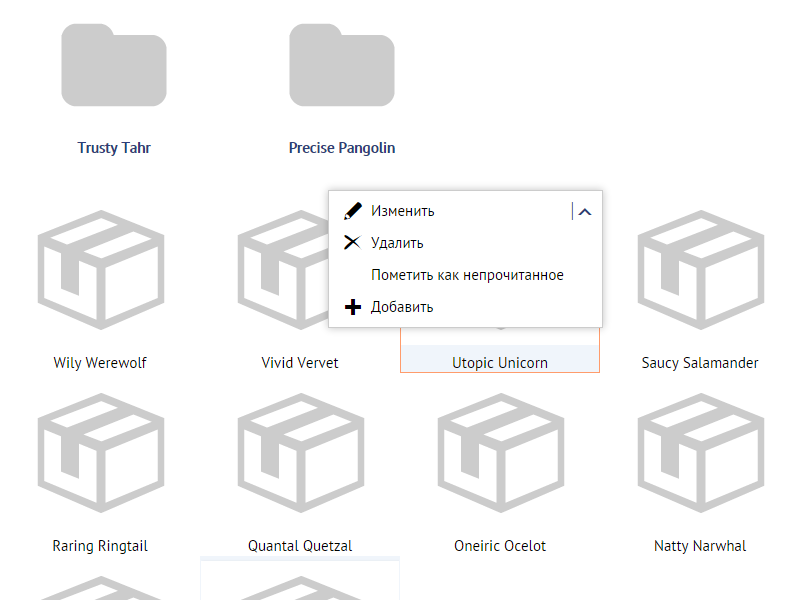 Trusty Tahr
Precise Pangolin
Изменить
Удалить
Пометить как непрочитанное
Добавить
Wily Werewolf
Vivid Vervet
Utopic Unicorn
Saucy Salamander
Raring Ringtail
Quantal Quetzal
Oneiric Ocelot
Natty Narwhal